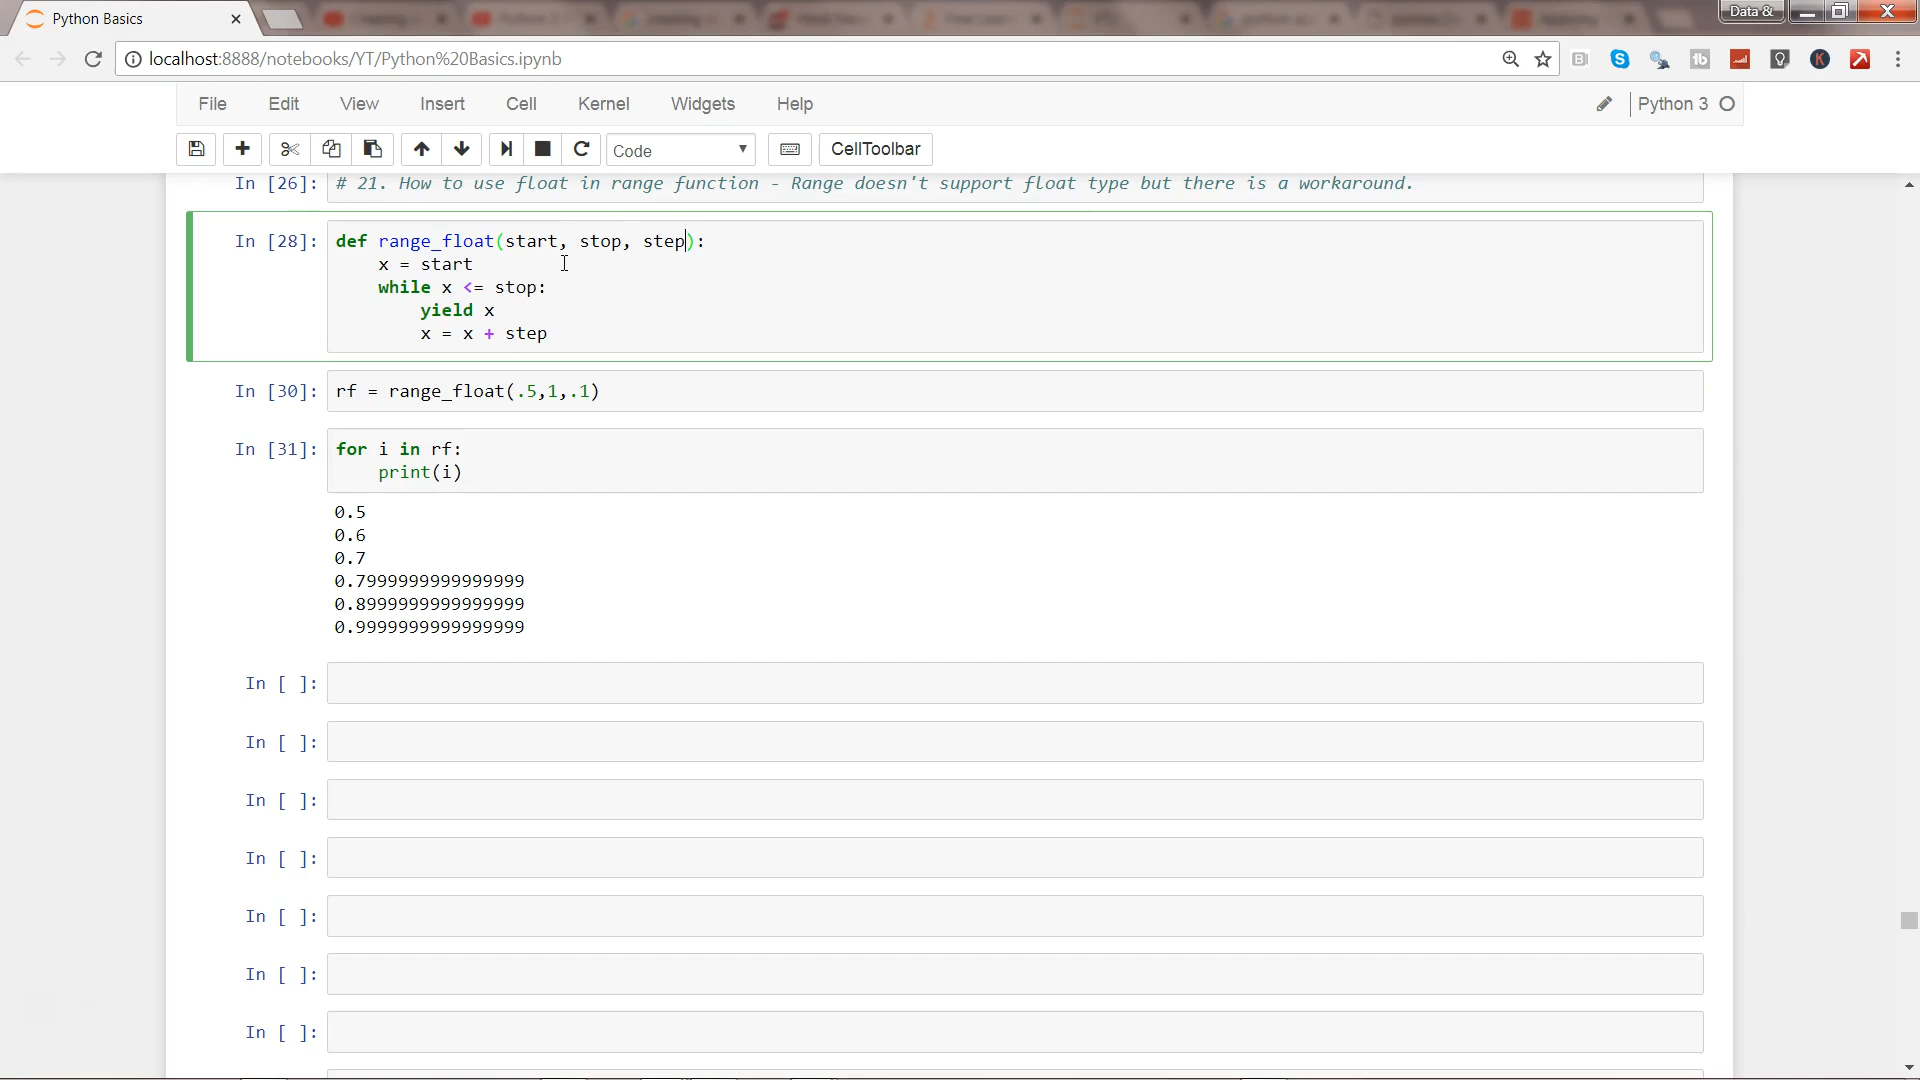 Python Basics
Data &
localhost:8888/notebooks/YT/Python%20Basics.ipynb
File Edit View Insert Cell Kernel Widgets Help
Python 3
Code
CellToolbar
In [26]: # 21. How to use float in range function - Range doesn't support float type but there is a workaround.
In [28]: def range_float(start, stop, step):
    x = start
    while x <= stop:
        yield x
        x = x + step
In [30]: rf = range_float(.5,1,.1)
In [31]: for i in rf:
    print(i)
0.5
0.6
0.7
0.7999999999999999
0.8999999999999999
0.9999999999999999
In [ ]:
In [ ]:
In [ ]:
In [ ]:
In [ ]:
In [ ]:
In [ ]: